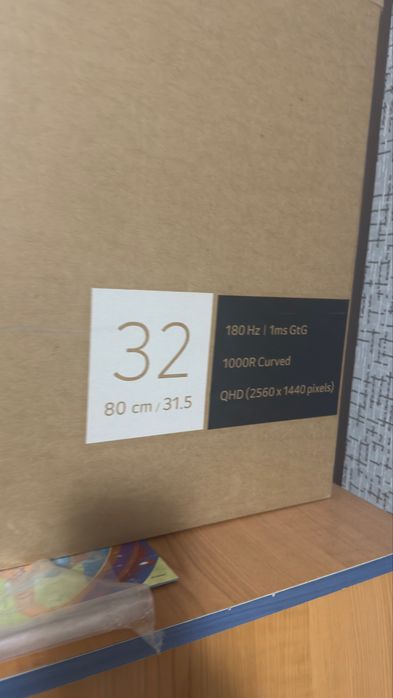 32
80 cm / 31.5
180 Hz | 1ms GtG
1000R Curved
QHD (2560 x 1440 pixels)